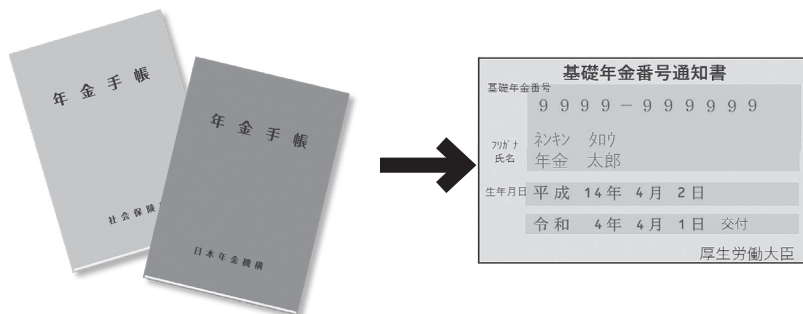 年金手帳
社会保険
年金手帳
日本年金機構
基礎年金番号通知書
基礎年金番号
9999-999999
フリガナ ネンキン タロウ
氏名 年金 太郎
生年月日 平成 14年 4月 2日
令和 4年 4月 1日 交付
厚生労働大臣